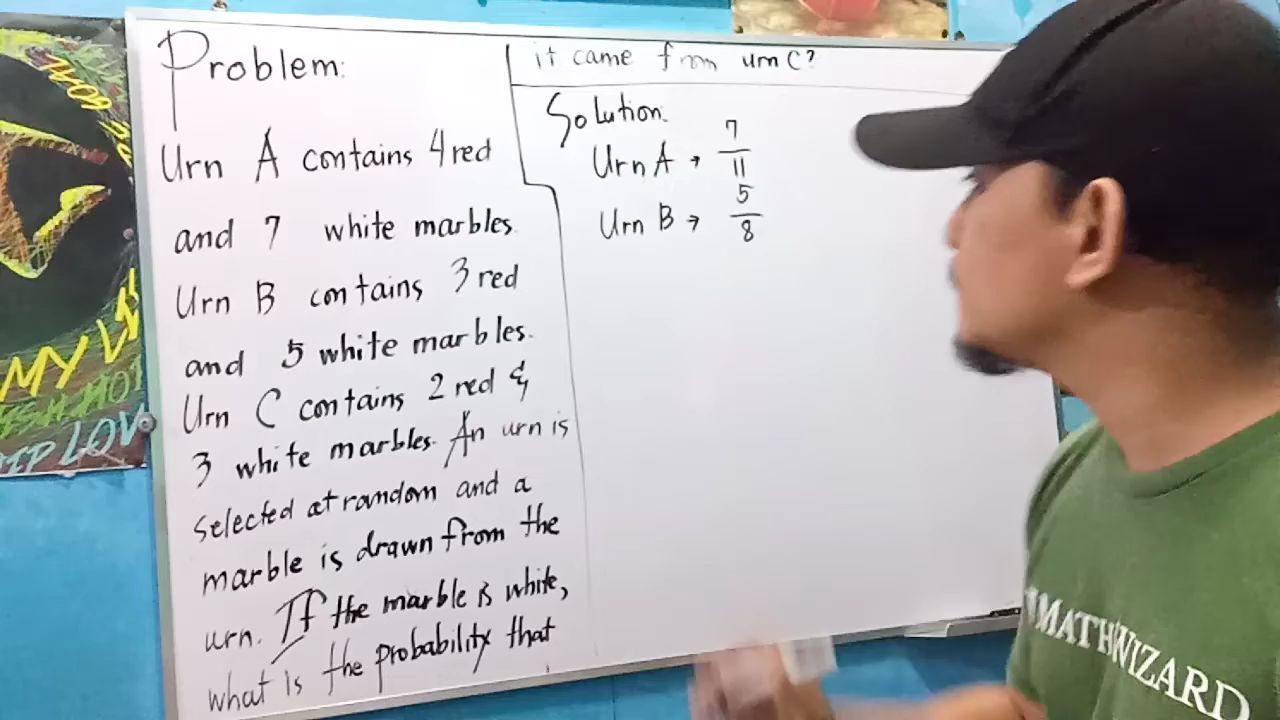 Problem:
Urn A contains 4 red
and 7 white marbles.
Urn B contains 3 red
and 5 white marbles.
Urn C contains 2 red &
3 white marbles. An urn is
selected at random and a
marble is drawn from the
urn. If the marble is white,
what is the probability that
it came from urn C?
Solution:
Urn A → 7/11
Urn B → 5/8
MY
LOV
MATHWIZARD